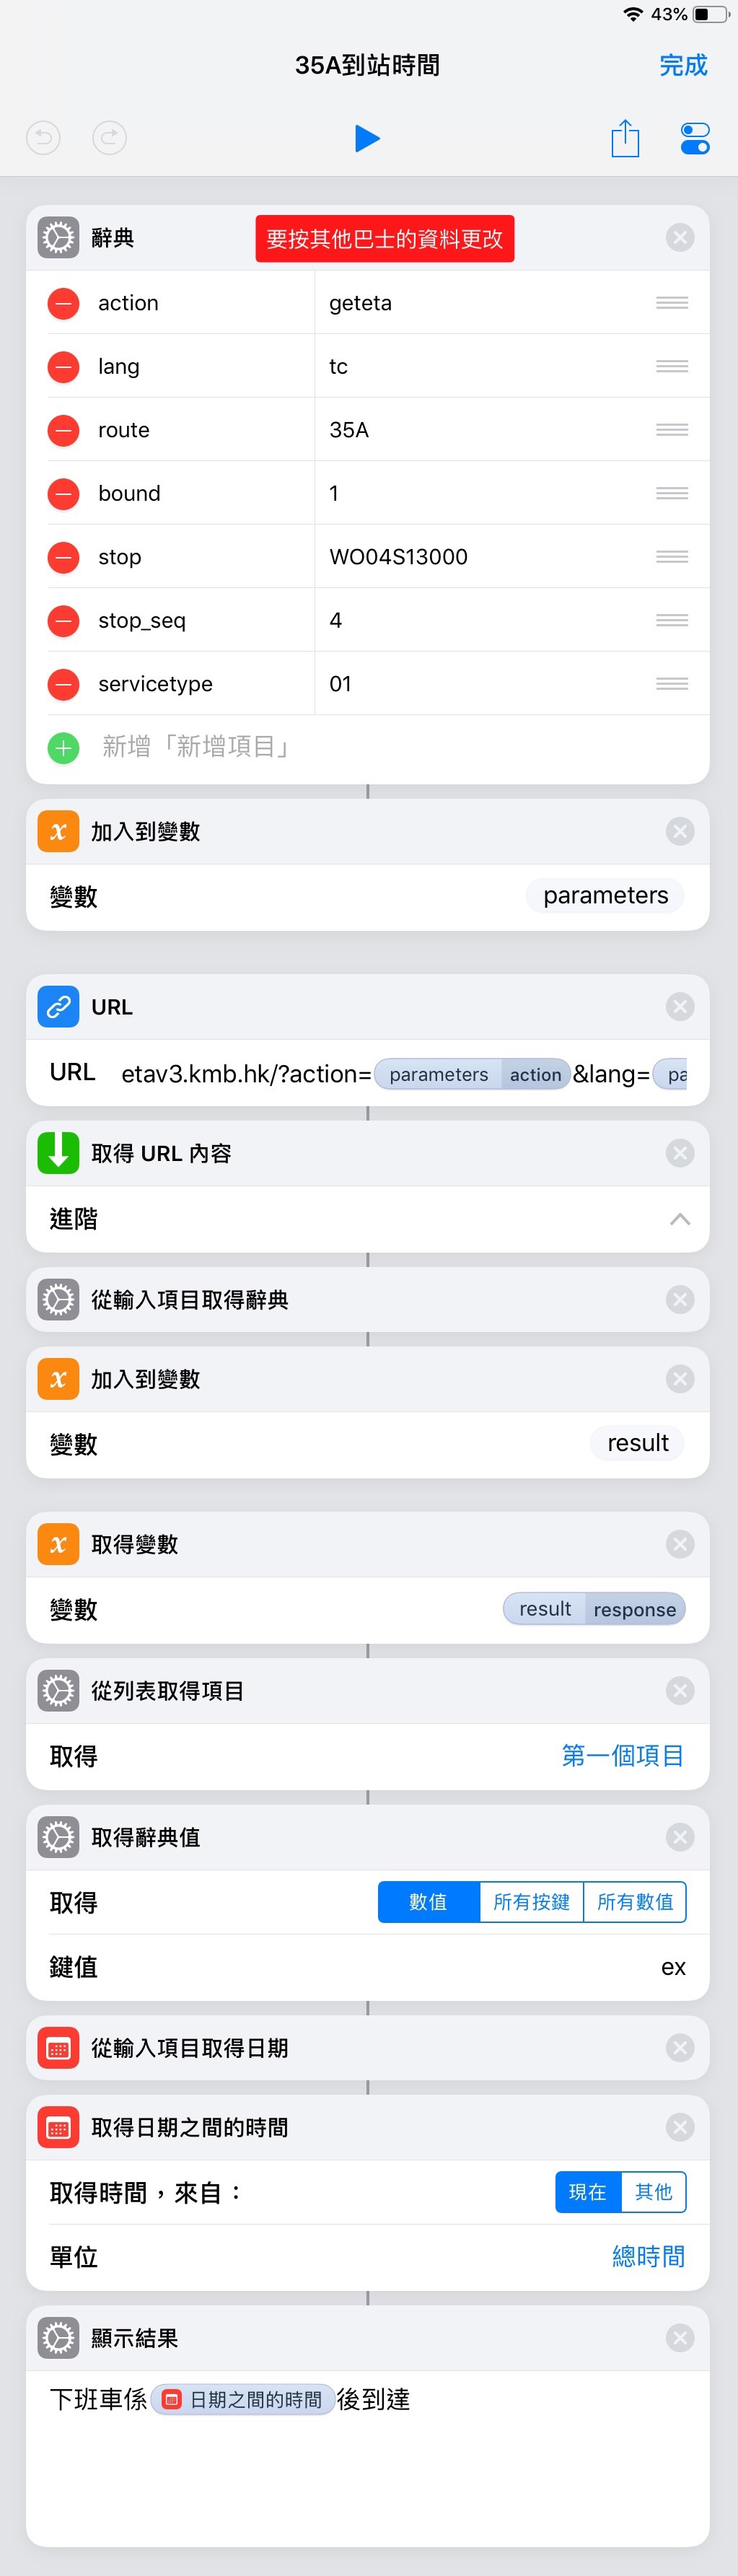 43%
35A到站時間
完成
辭典
要按其他巴士的資料更改
action geteta
lang tc
route 35A
bound 1
stop WO04S13000
stop_seq 4
servicetype 01
新增「新增項目」
加入到變數
變數 parameters
URL
URL etav3.kmb.hk/?action= parameters action &lang= pa
取得 URL 內容
進階
從輸入項目取得辭典
加入到變數
變數 result
取得變數
變數 result response
從列表取得項目
取得 第一個項目
取得辭典值
取得 數值 所有按鍵 所有數值
鍵值 ex
從輸入項目取得日期
取得日期之間的時間
取得時間，來自： 現在 其他
單位 總時間
顯示結果
下班車係 日期之間的時間 後到達